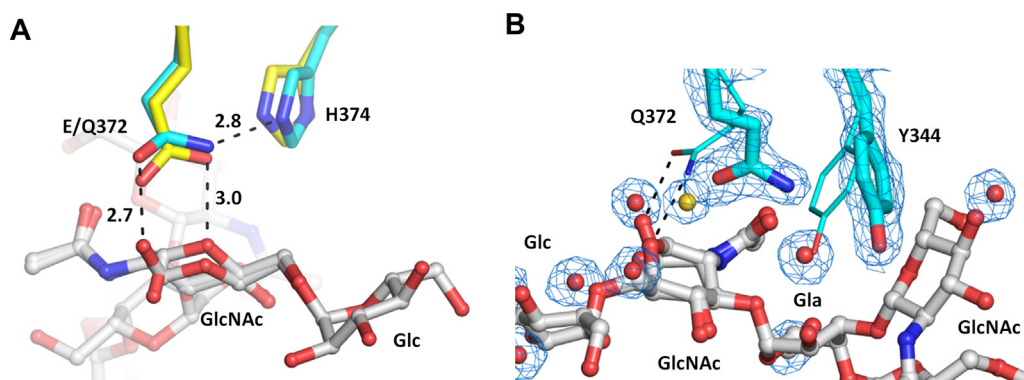 A
E/Q372
2.8
H374
2.7
3.0
GlcNAc
Glc
B
Q372
Y344
Glc
Gla
GlcNAc
GlcNAc